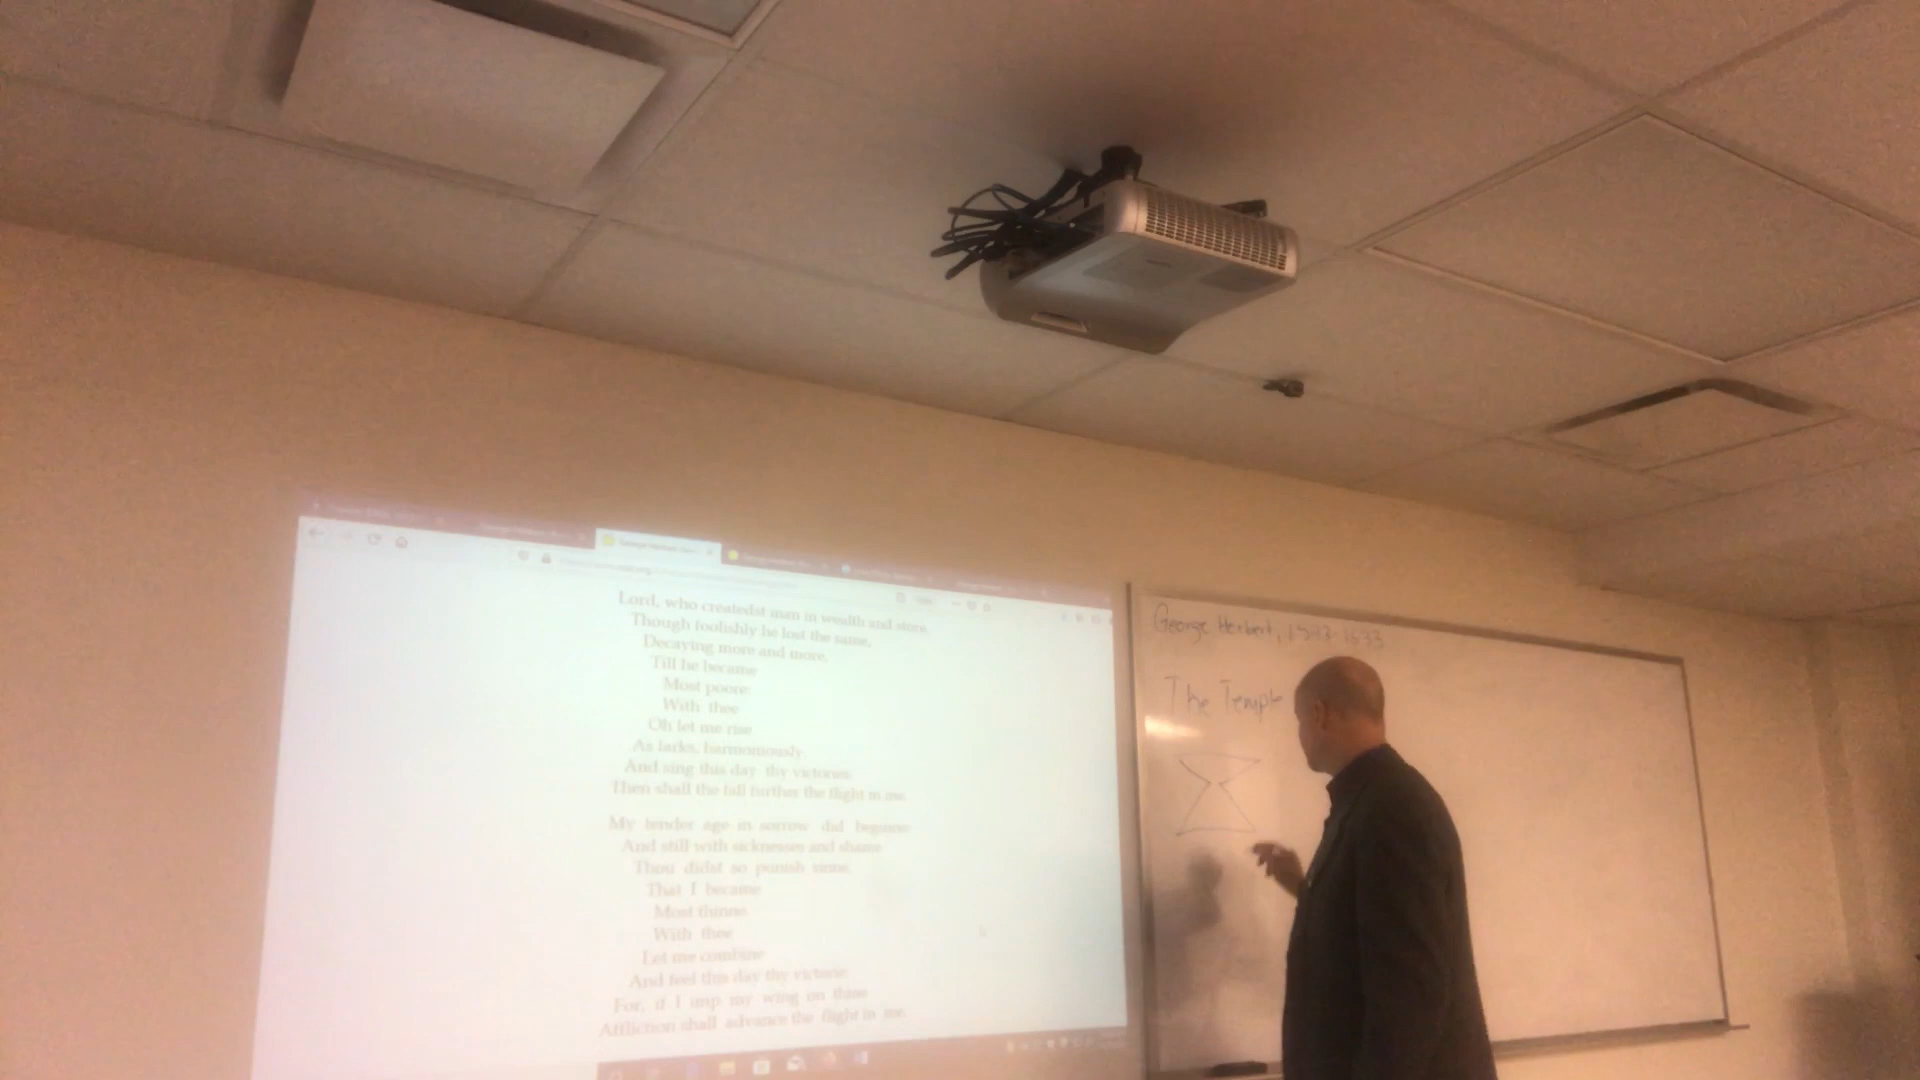 George Herbert
Lord, who createdst man in wealth and store,
Though foolishly he lost the same,
Decaying more and more,
Till he became
Most poore:
With thee
Oh let me rise
As larks, harmoniously
And sing this day thy victories
Then shall the fall further the flight in me.
My tender age in sorrow did beginne
And still with sicknesses and shame
Thou didst so punish sinne,
That I became
Most thinne.
With thee
Let me combine
And feel this day thy victorie
For, if I imp my wing on thine
Affliction shall advance the flight in me.
George Herbert, 1593-1633
The Temple